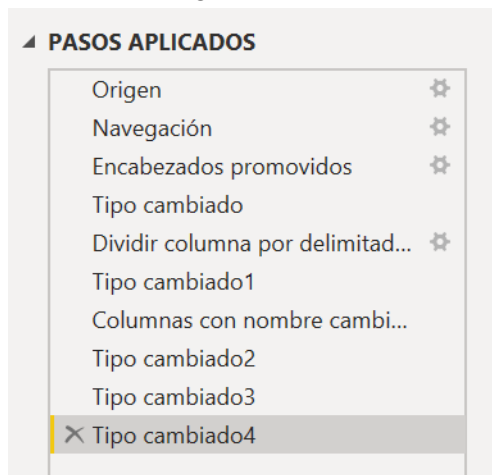 PASOS APLICADOS
Origen
Navegación
Encabezados promovidos
Tipo cambiado
Dividir columna por delimitad...
Tipo cambiado1
Columnas con nombre cambi...
Tipo cambiado2
Tipo cambiado3
Tipo cambiado4